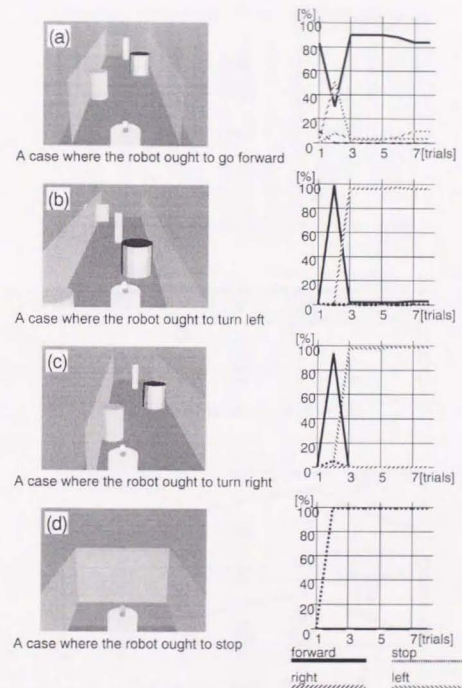 (a)
[%]
100
80
60
40
20
0
1 3 5 7[trials]
A case where the robot ought to go forward
(b)
[%]
100
80
60
40
20
0
1 3 5 7[trials]
A case where the robot ought to turn left
(c)
[%]
100
80
60
40
20
0
1 3 5 7[trials]
A case where the robot ought to turn right
(d)
[%]
100
80
60
40
20
0
1 3 5 7[trials]
A case where the robot ought to stop
forward stop
right left